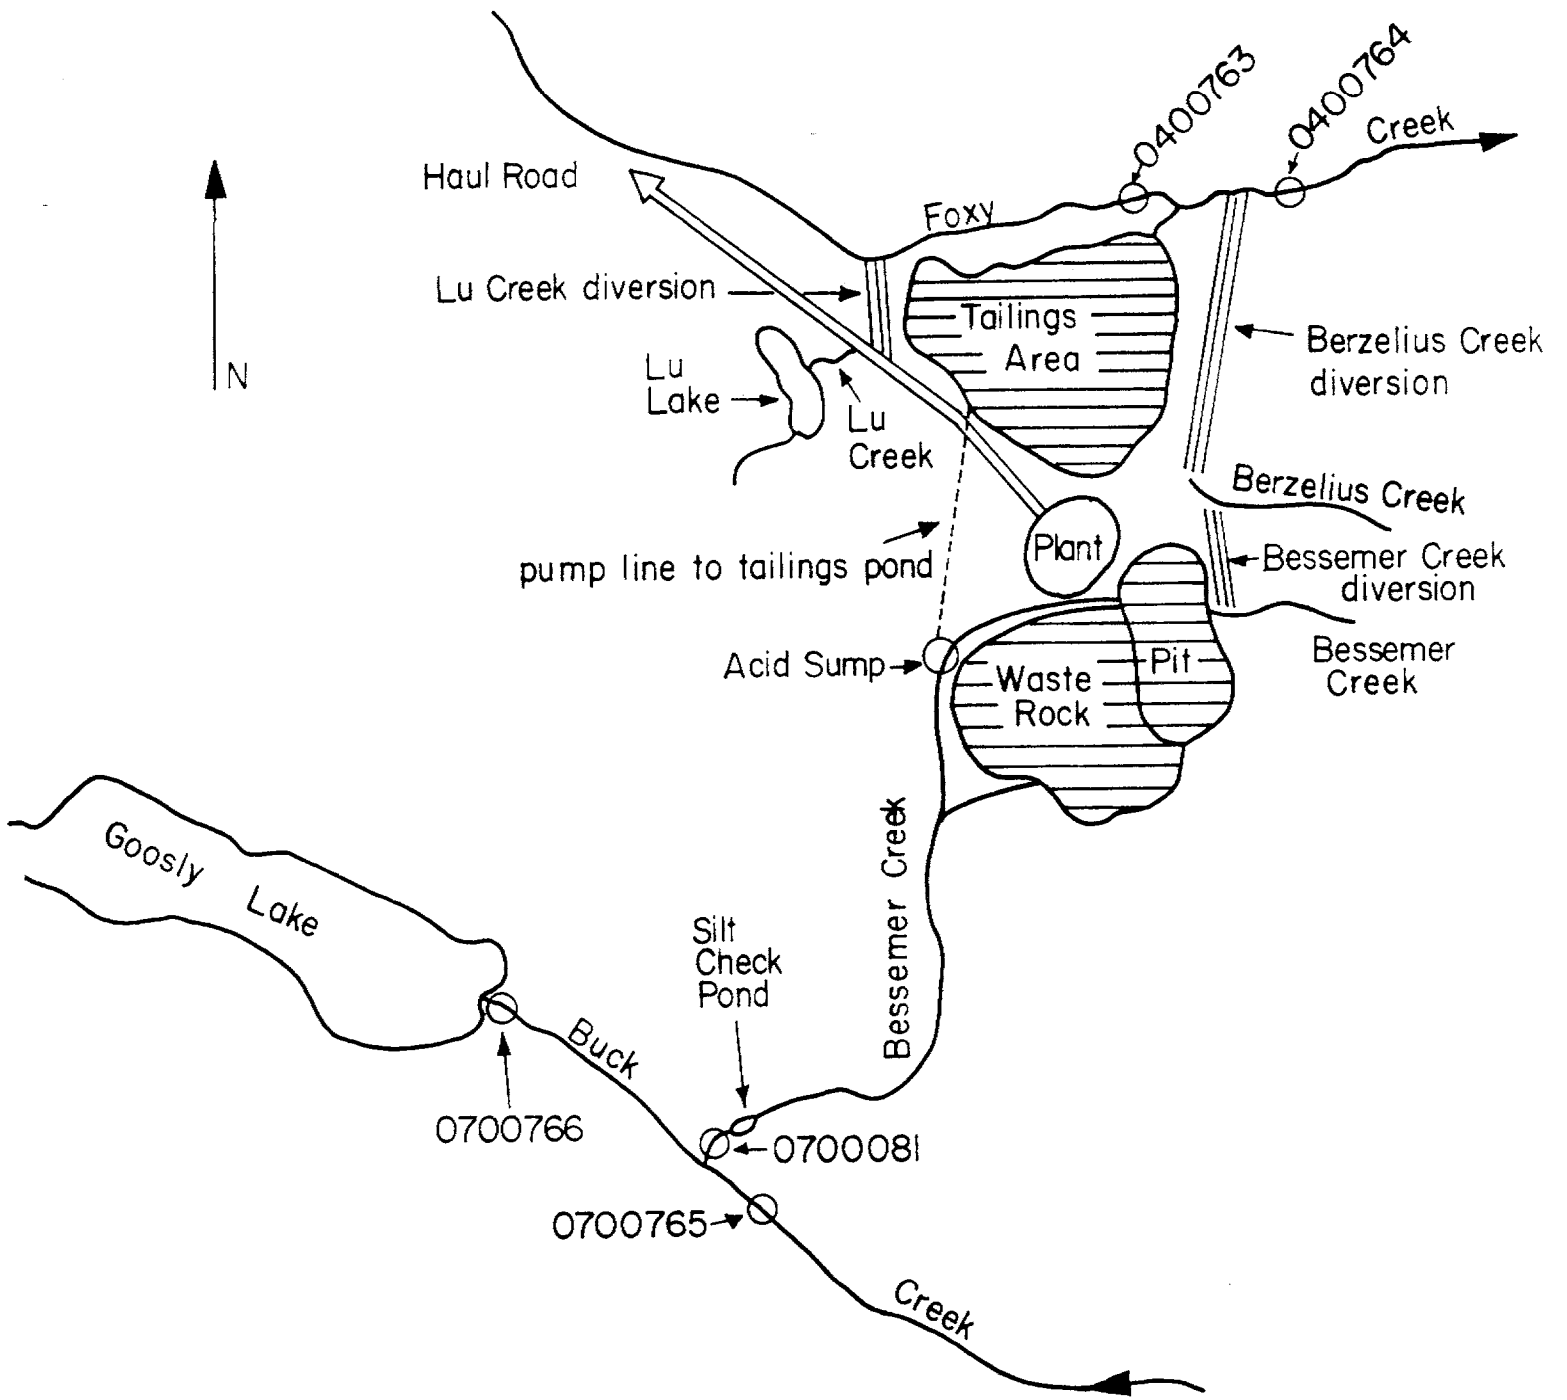 0400763
0400764
Creek
Haul Road
Foxy
Lu Creek diversion
Tailings
Area
Berzelius Creek
diversion
Lu
Lake
Lu
Creek
Berzelius Creek
Plant
pump line to tailings pond
Bessemer Creek
diversion
N
Acid Sump
Waste
Rock
Pit
Bessemer
Creek
Goosly Lake
Bessemer Creek
Silt
Check
Pond
Buck
0700766
0700081
0700765
Creek